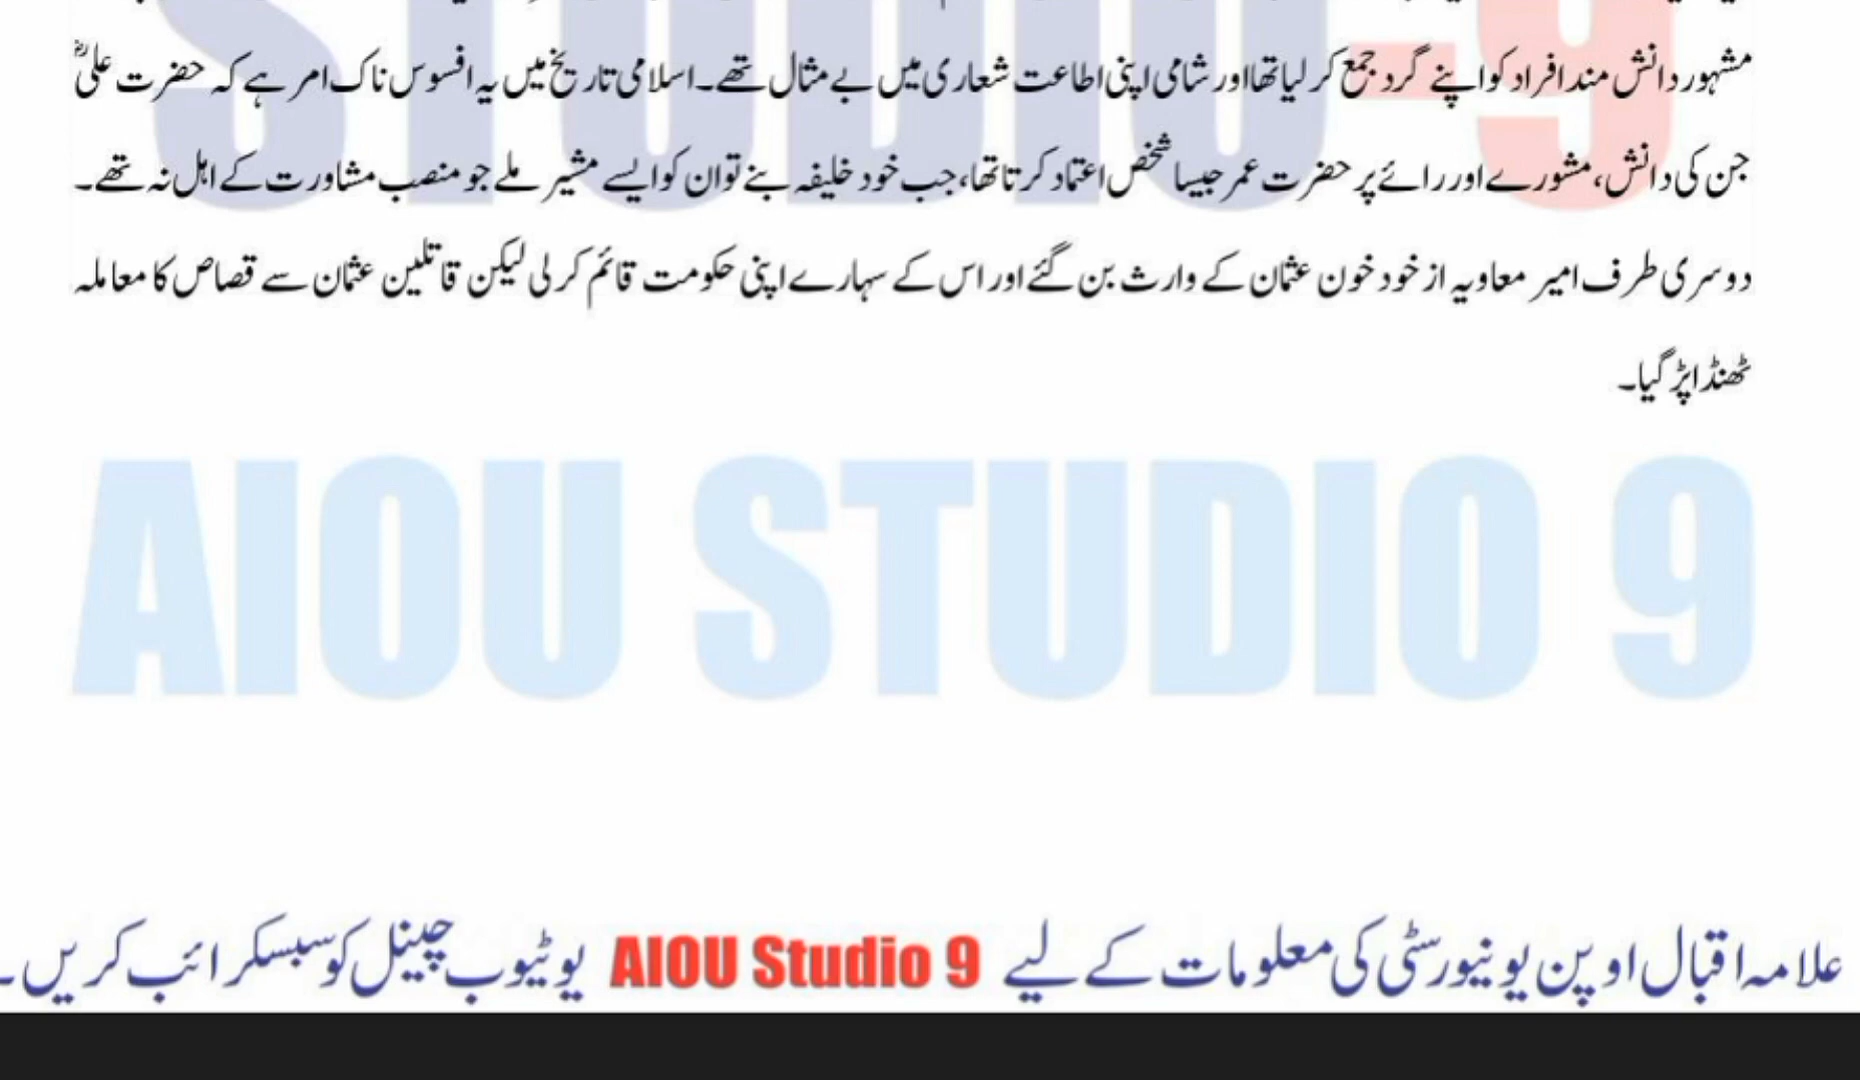 مشہور دانش مند افراد کو اپنے گرد جمع کر لیا تھا اور شامی اپنی اطاعت شعاری میں بے مثال تھے۔ اسلامی تاریخ میں یہ افسوس ناک امر ہے کہ حضرت علیؓ
جن کی دانش، مشورے اور رائے پر حضرت عمر جیسا شخص اعتماد کرتا تھا، جب خود خلیفہ بنے تو ان کو ایسے مشیر ملے جو منصب مشاورت کے اہل نہ تھے۔
دوسری طرف امیر معاویہ از خود خون عثمان کے وارث بن گئے اور اس کے سہارے اپنی حکومت قائم کر لی لیکن قاتلین عثمان سے قصاص کا معاملہ
ٹھنڈا پڑ گیا۔
STUDIO-9
AIOU STUDIO 9
علامہ اقبال اوپن یونیورسٹی کی معلومات کے لیے AIOU Studio 9 یوٹیوب چینل کو سبسکرائب کریں۔